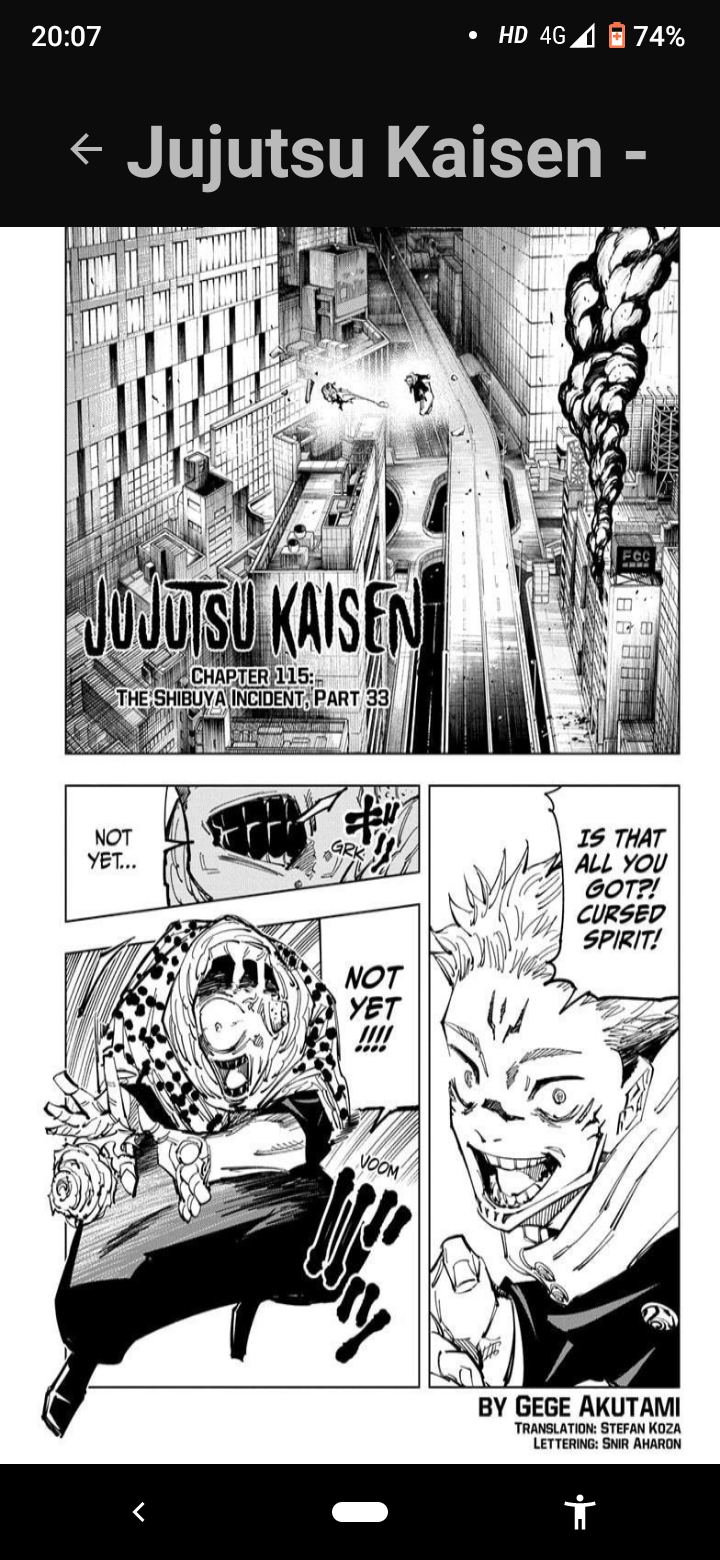 20:07
HD 4G 74%
Jujutsu Kaisen -
FCC
JUJUTSU KAISEN
CHAPTER 115:
THE SHIBUYA INCIDENT, PART 33
IS THAT
ALL YOU
GOT?!
CURSED
SPIRIT!
NOT
YET...
GRK
NOT
YET
!!!!
VOOM
BY GEGE AKUTAMI
TRANSLATION: STEFAN KOZA
LETTERING: SNIR AHARON